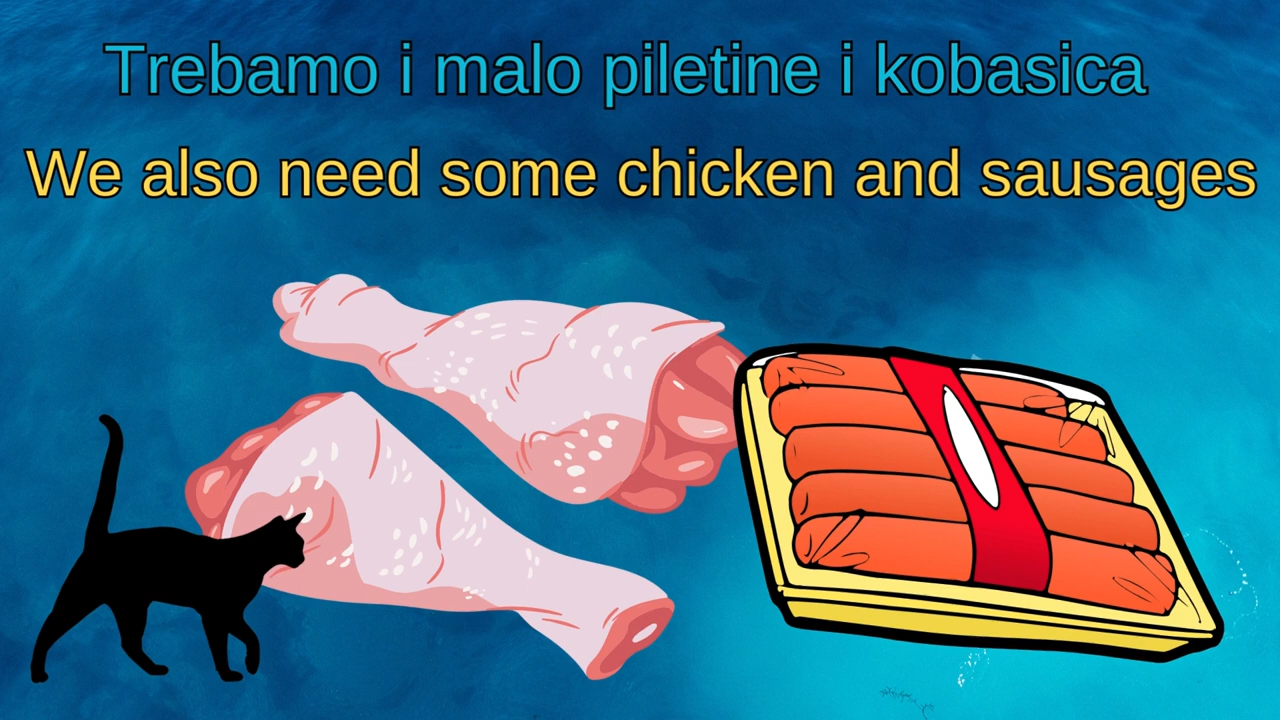 Trebamo i malo piletine i kobasica
We also need some chicken and sausages